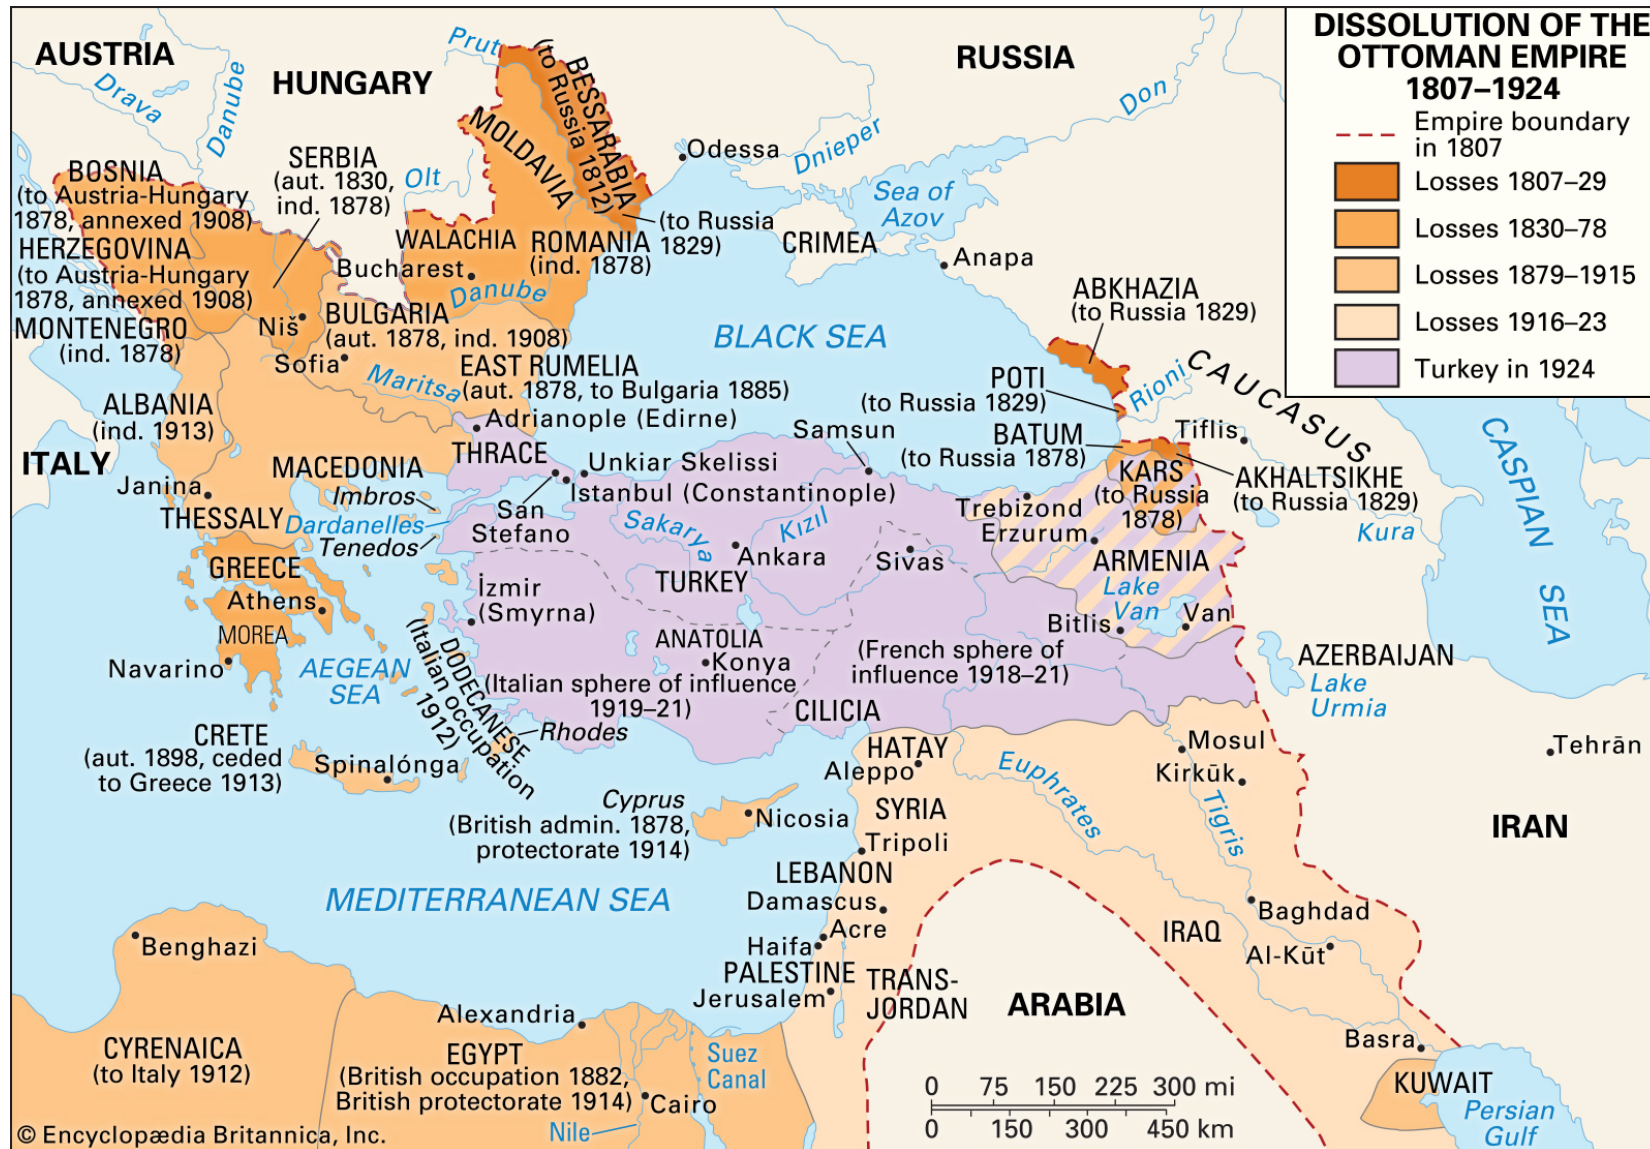 DISSOLUTION OF THE
OTTOMAN EMPIRE
1807–1924
Empire boundary
in 1807
Losses 1807–29
Losses 1830–78
Losses 1879–1915
Losses 1916–23
Turkey in 1924
AUSTRIA
HUNGARY
RUSSIA
Drava
Danube
Prut
BESSARABIA
(to Russia 1812)
MOLDAVIA
Odessa
Dnieper
Don
Sea of
Azov
(to Russia
1829)
CRIMEA
Anapa
BOSNIA
(to Austria-Hungary
1878, annexed 1908)
HERZEGOVINA
(to Austria-Hungary
1878, annexed 1908)
MONTENEGRO
(ind. 1878)
SERBIA
(aut. 1830,
ind. 1878)
Olt
WALACHIA
ROMANIA
(ind. 1878)
Bucharest
Danube
Niš
BULGARIA
(aut. 1878, ind. 1908)
Sofia
EAST RUMELIA
(aut. 1878, to Bulgaria 1885)
Maritsa
BLACK SEA
ABKHAZIA
(to Russia 1829)
POTI
(to Russia 1829)
Rioni
CAUCASUS
BATUM
(to Russia 1878)
Tiflis
KARS
(to Russia
1878)
AKHALTSIKHE
(to Russia 1829)
Kura
CASPIAN
SEA
ALBANIA
(ind. 1913)
ITALY
Adrianople (Edirne)
THRACE
MACEDONIA
Janina
Imbros
THESSALY
Dardanelles
Tenedos
Unkiar Skelissi
Istanbul (Constantinople)
San
Stefano
Samsun
Sakarya
Kızıl
Ankara
Sivas
Trebizond
Erzurum
ARMENIA
Lake
Van
Van
Bitlis
TURKEY
GREECE
Athens
MOREA
Navarino
AEGEAN
SEA
İzmir
(Smyrna)
ANATOLIA
Konya
(Italian sphere of influence
1919–21)
(French sphere of
influence 1918–21)
CILICIA
DODECANESE
(Italian occupation
1912)
Rhodes
AZERBAIJAN
Lake
Urmia
Tehrān
IRAN
CRETE
(aut. 1898, ceded
to Greece 1913)
Spinalónga
Cyprus
(British admin. 1878,
protectorate 1914)
Nicosia
HATAY
Aleppo
SYRIA
Tripoli
LEBANON
Damascus
Acre
Haifa
PALESTINE
Jerusalem
TRANS-
JORDAN
Euphrates
Mosul
Kirkūk
Tigris
Baghdad
IRAQ
Al-Kūt
Basra
KUWAIT
Persian
Gulf
ARABIA
MEDITERRANEAN SEA
Benghazi
CYRENAICA
(to Italy 1912)
Alexandria
EGYPT
(British occupation 1882,
British protectorate 1914)
Suez
Canal
Cairo
Nile
0 75 150 225 300 mi
0 150 300 450 km
© Encyclopædia Britannica, Inc.